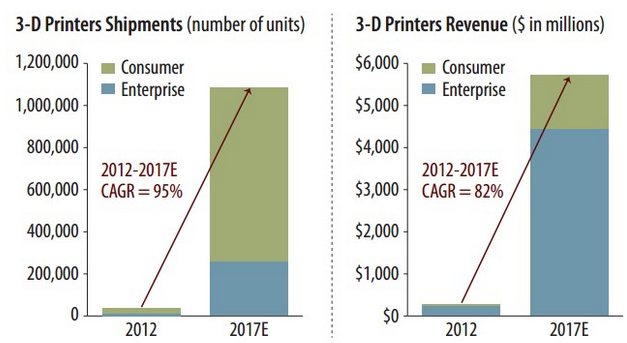 3-D Printers Shipments (number of units)
1,200,000
1,000,000
800,000
600,000
400,000
200,000
0
Consumer
Enterprise
2012-2017E
CAGR = 95%
2012
2017E
3-D Printers Revenue ($ in millions)
$6,000
$5,000
$4,000
$3,000
$2,000
$1,000
$0
Consumer
Enterprise
2012-2017E
CAGR = 82%
2012
2017E